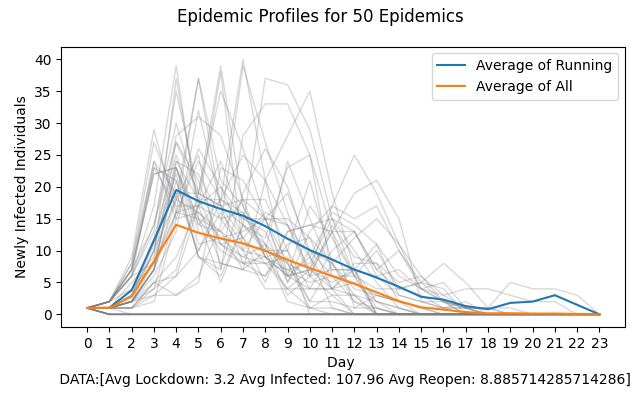 Epidemic Profiles for 50 Epidemics
Newly Infected Individuals
40
35
30
25
20
15
10
5
0
Average of Running
Average of All
0 1 2 3 4 5 6 7 8 9 10 11 12 13 14 15 16 17 18 19 20 21 22 23
Day
DATA:[Avg Lockdown: 3.2 Avg Infected: 107.96 Avg Reopen: 8.885714285714286]